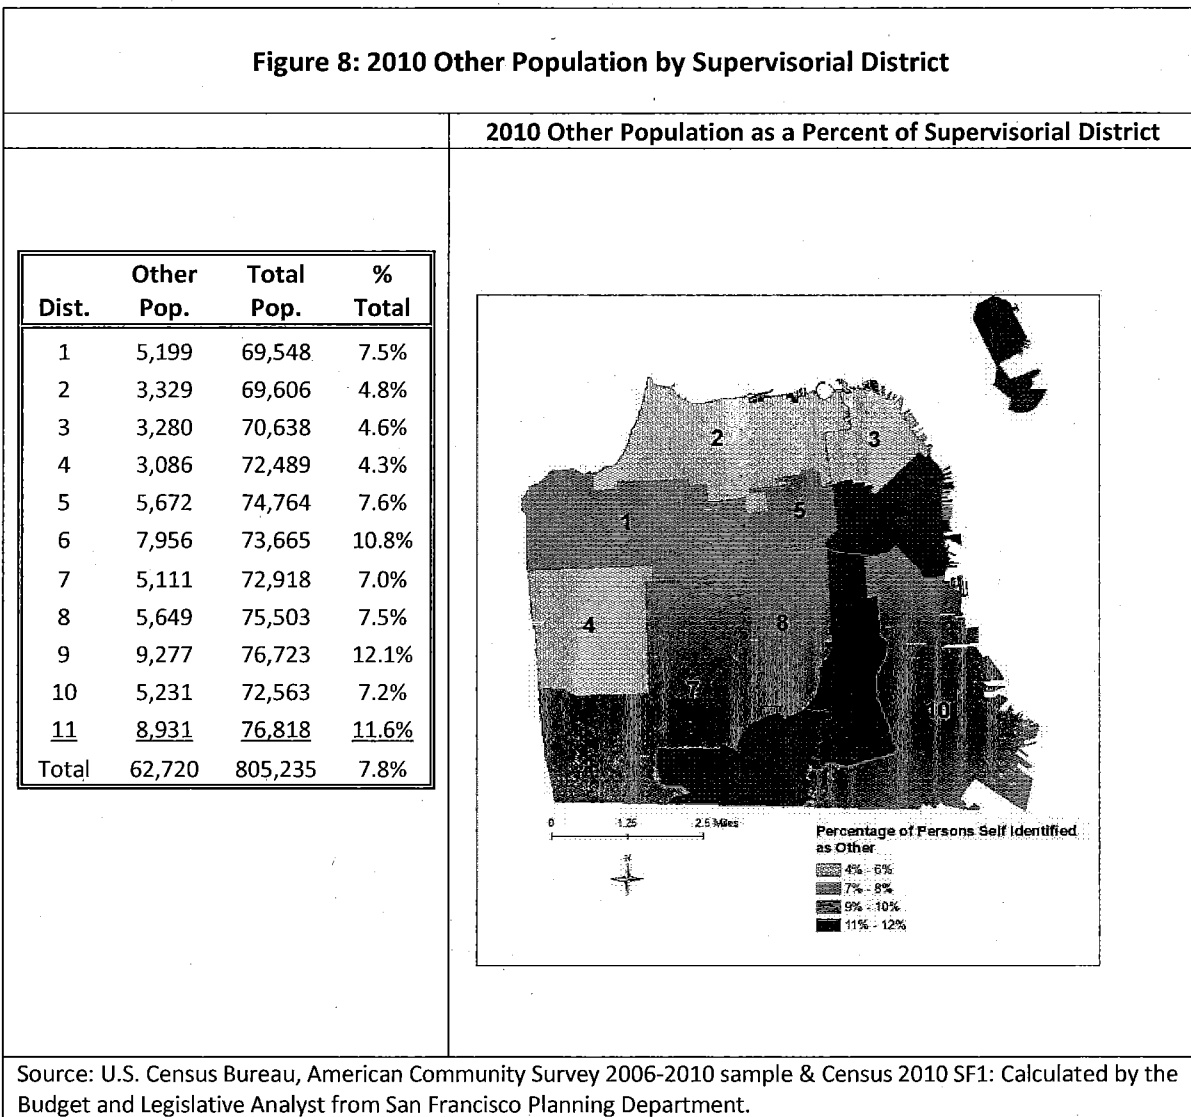 Figure 8: 2010 Other Population by Supervisorial District
2010 Other Population as a Percent of Supervisorial District
Other Total %
Dist. Pop. Pop. Total
1 5,199 69,548 7.5%
2 3,329 69,606 4.8%
3 3,280 70,638 4.6%
4 3,086 72,489 4.3%
5 5,672 74,764 7.6%
6 7,956 73,665 10.8%
7 5,111 72,918 7.0%
8 5,649 75,503 7.5%
9 9,277 76,723 12.1%
10 5,231 72,563 7.2%
11 8,931 76,818 11.6%
Total 62,720 805,235 7.8%
2
3
1
5
4
8
7
10
0 1.25 2.5 Miles
N
Percentage of Persons Self Identified
as Other
4% - 6%
7% - 8%
9% - 10%
11% - 12%
Source: U.S. Census Bureau, American Community Survey 2006-2010 sample & Census 2010 SF1: Calculated by the
Budget and Legislative Analyst from San Francisco Planning Department.